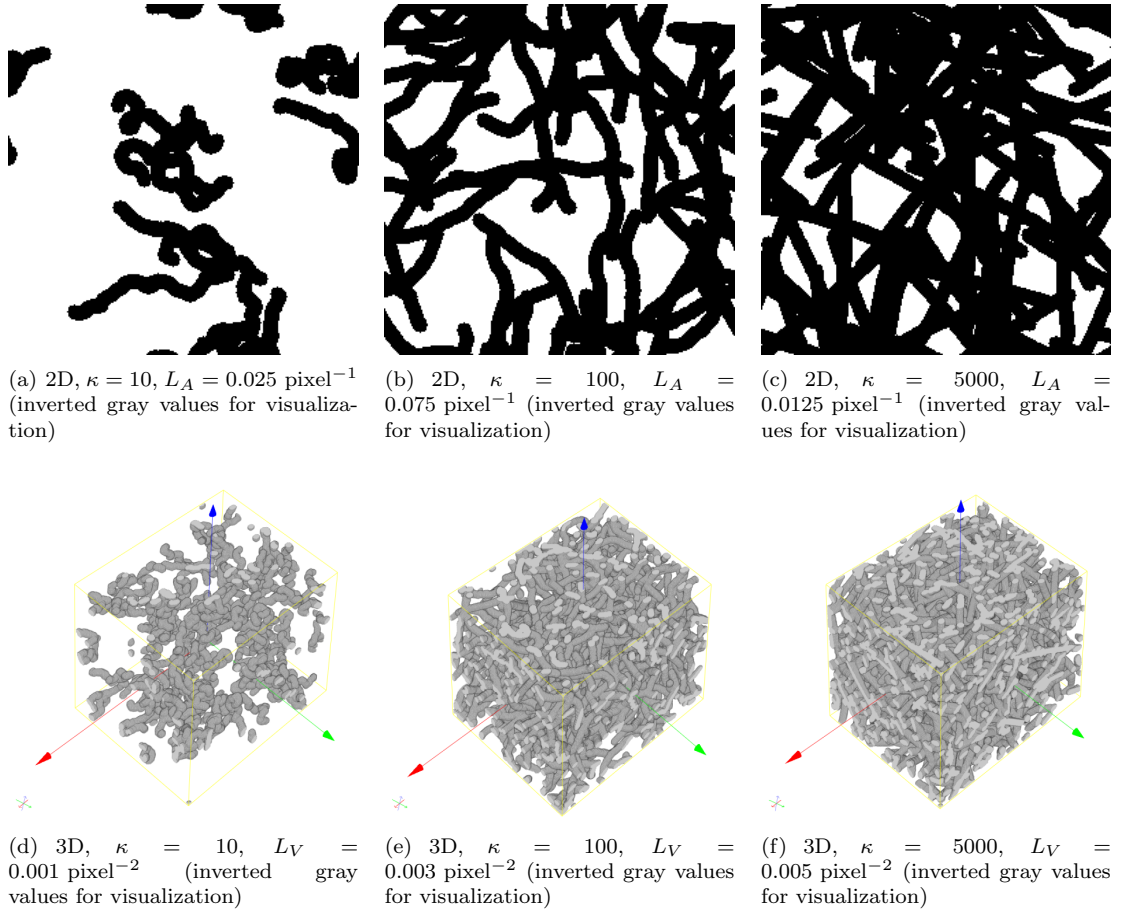 (a) 2D, κ = 10, L_A = 0.025 pixel⁻¹
(inverted gray values for visualiza-
tion)
(b) 2D, κ = 100, L_A =
0.075 pixel⁻¹ (inverted gray values
for visualization)
(c) 2D, κ = 5000, L_A =
0.0125 pixel⁻¹ (inverted gray val-
ues for visualization)
(d) 3D, κ = 10, L_V =
0.001 pixel⁻² (inverted gray
values for visualization)
(e) 3D, κ = 100, L_V =
0.003 pixel⁻² (inverted gray values
for visualization)
(f) 3D, κ = 5000, L_V =
0.005 pixel⁻² (inverted gray values
for visualization)